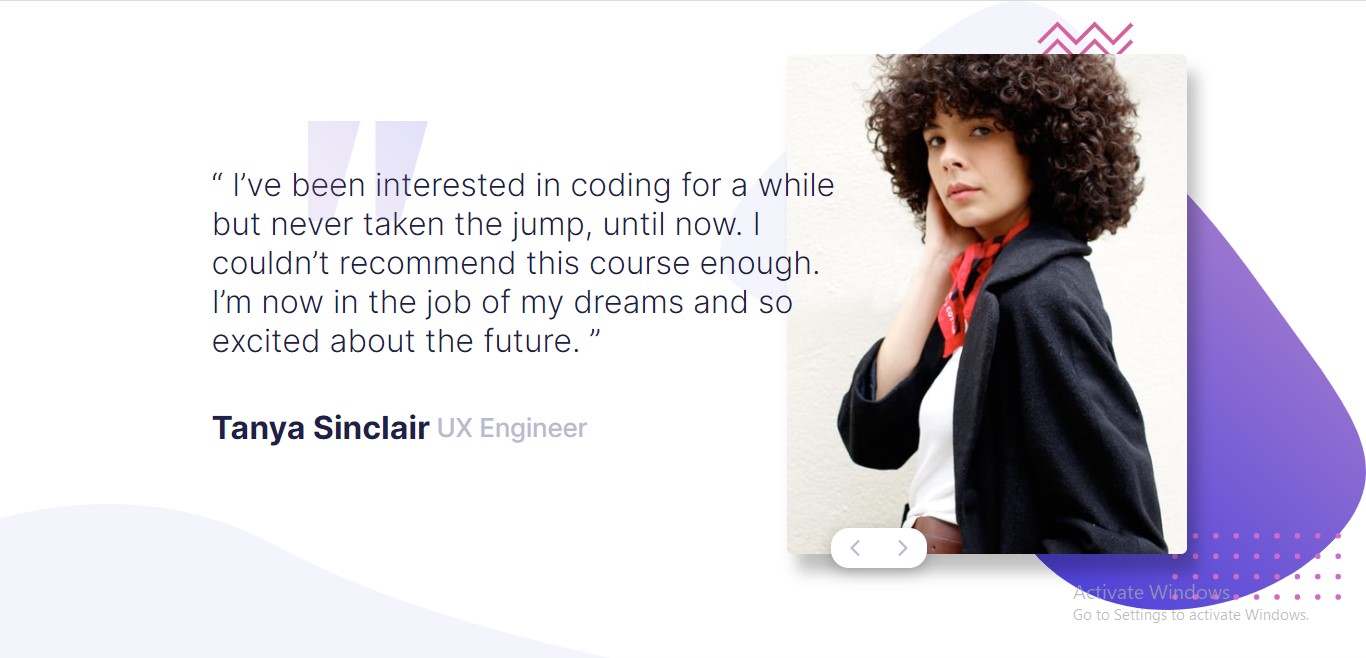 “ I’ve been interested in coding for a while
but never taken the jump, until now. I
couldn’t recommend this course enough.
I’m now in the job of my dreams and so
excited about the future. ”
Tanya Sinclair UX Engineer
Activate Windows
Go to Settings to activate Windows.